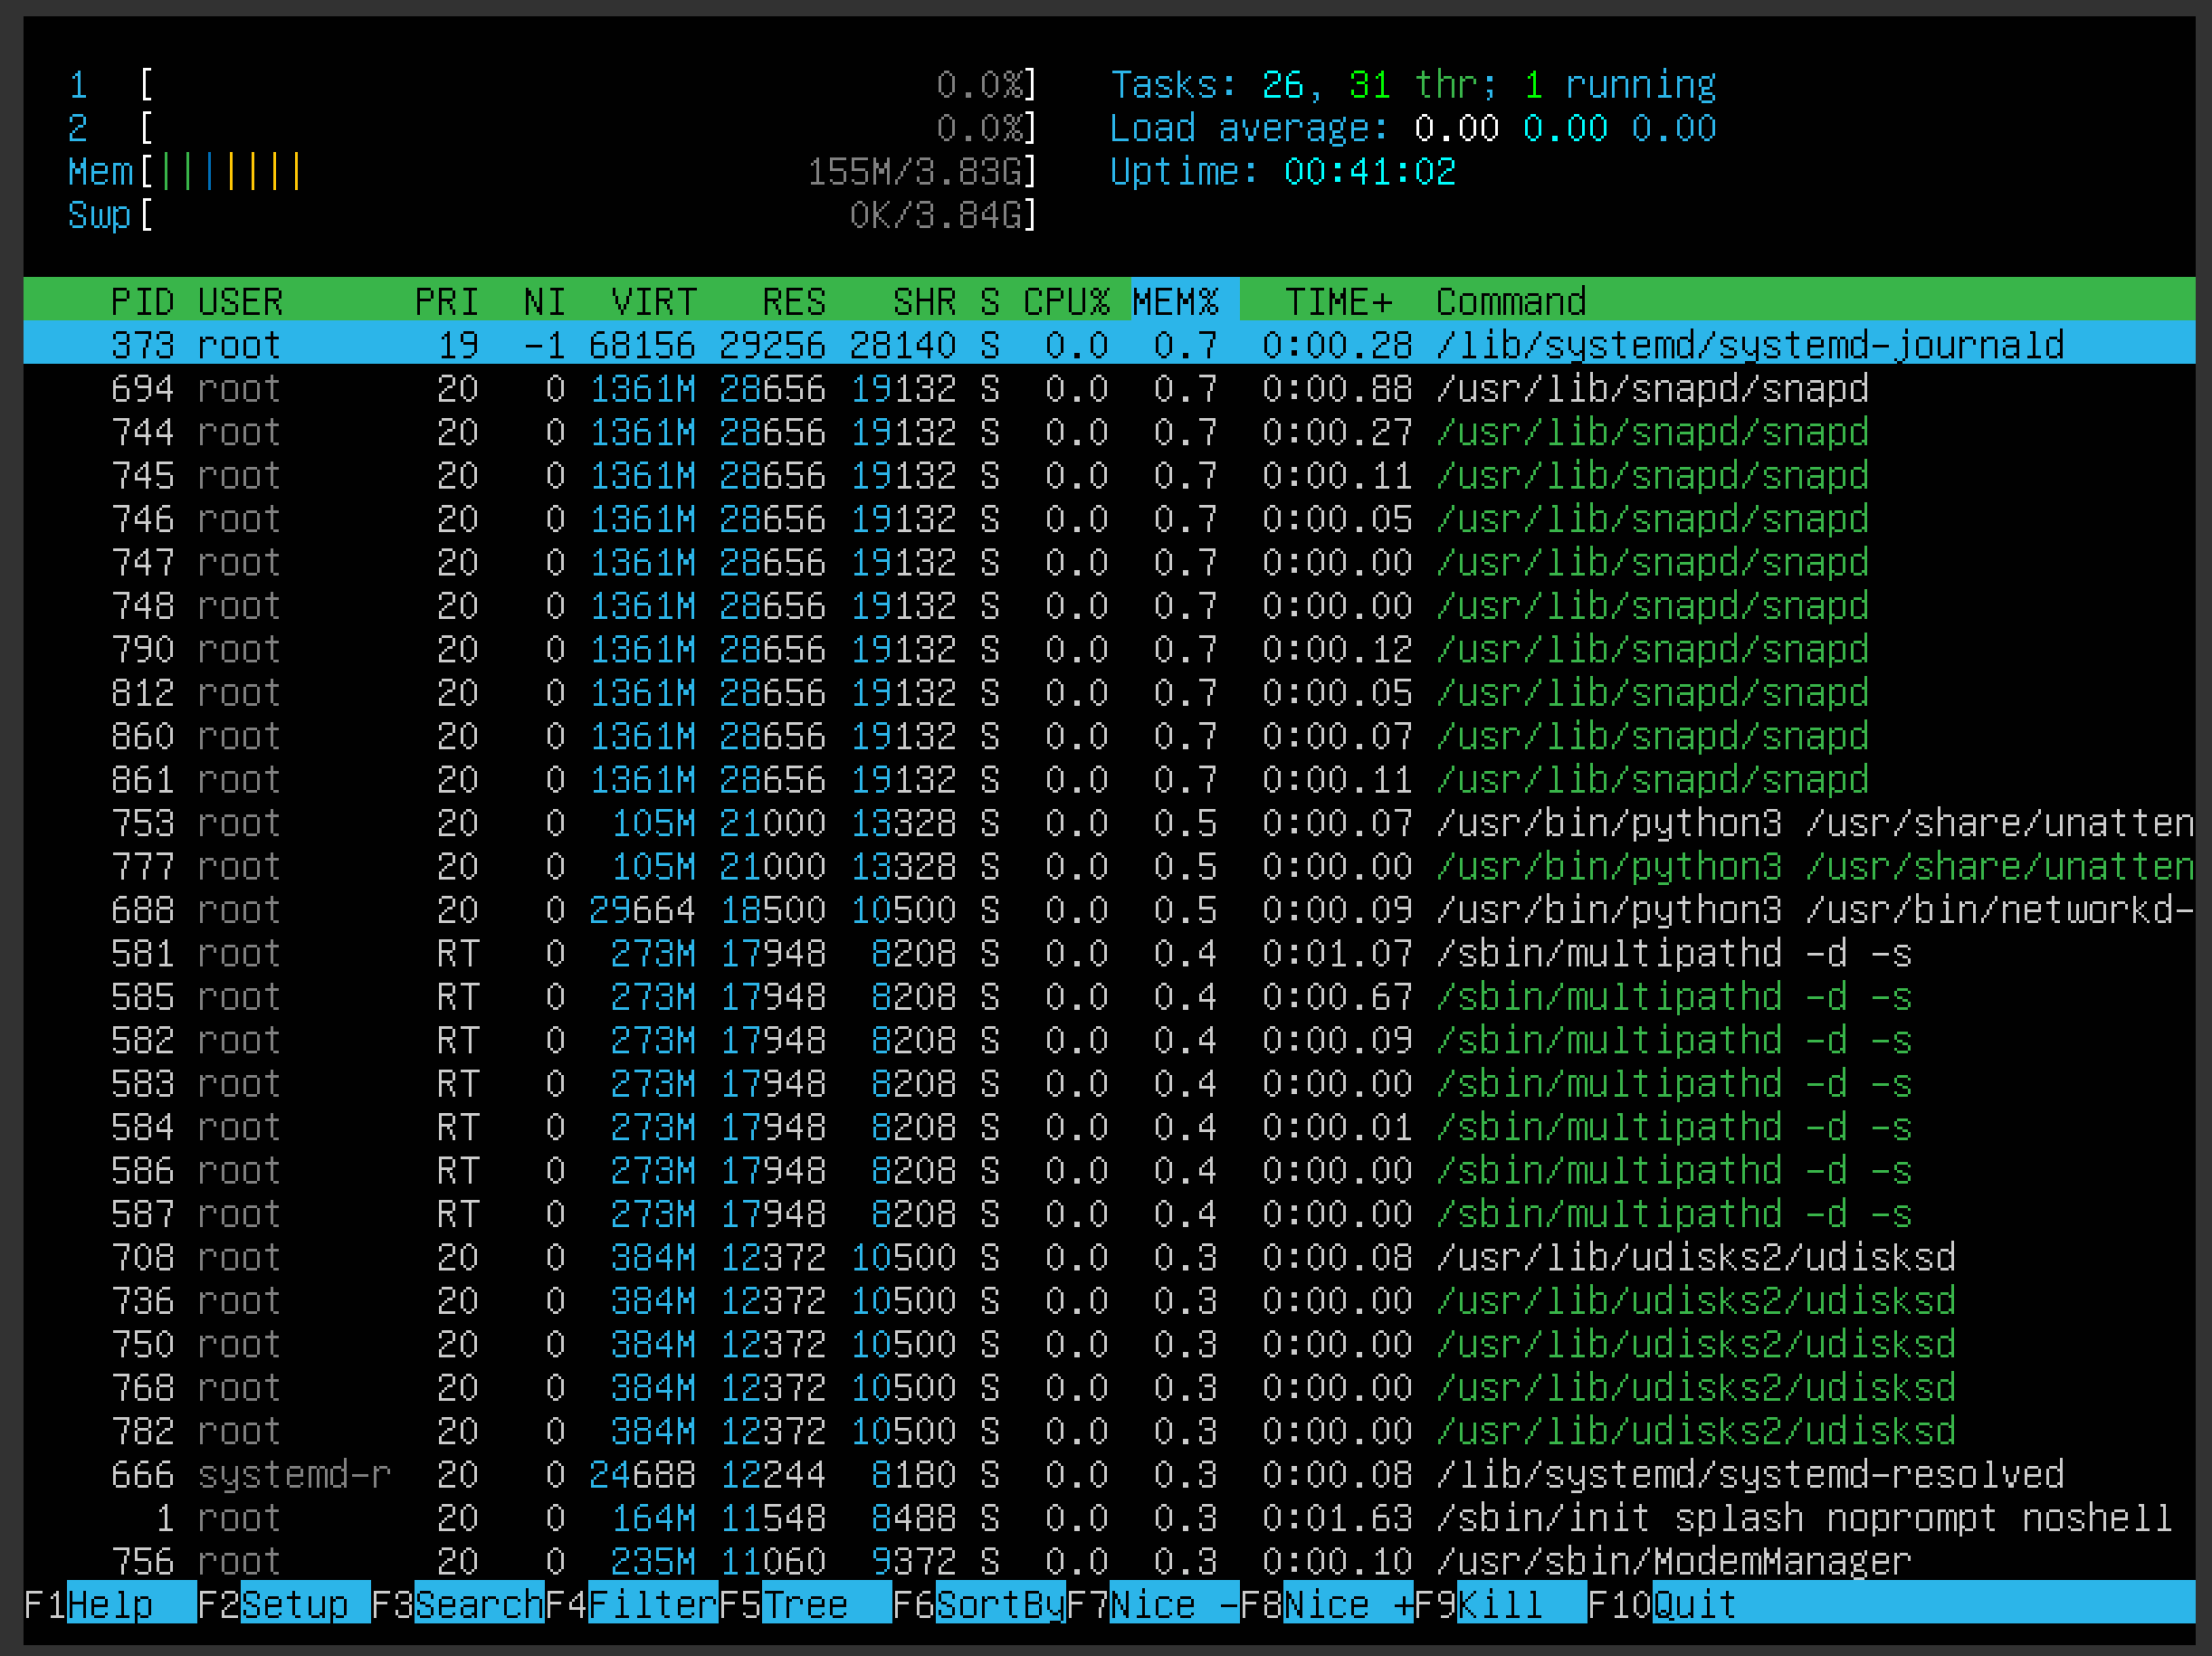 1 [ 0.0%] Tasks: 26, 31 thr; 1 running
2 [ 0.0%] Load average: 0.00 0.00 0.00
Mem[||||||| 155M/3.83G] Uptime: 00:41:02
Swp[ 0K/3.84G]
PID USER PRI NI VIRT RES SHR S CPU% MEM% TIME+ Command
373 root 19 -1 68156 29256 28140 S 0.0 0.7 0:00.28 /lib/systemd/systemd-journald
694 root 20 0 1361M 28656 19132 S 0.0 0.7 0:00.88 /usr/lib/snapd/snapd
744 root 20 0 1361M 28656 19132 S 0.0 0.7 0:00.27 /usr/lib/snapd/snapd
745 root 20 0 1361M 28656 19132 S 0.0 0.7 0:00.11 /usr/lib/snapd/snapd
746 root 20 0 1361M 28656 19132 S 0.0 0.7 0:00.05 /usr/lib/snapd/snapd
747 root 20 0 1361M 28656 19132 S 0.0 0.7 0:00.00 /usr/lib/snapd/snapd
748 root 20 0 1361M 28656 19132 S 0.0 0.7 0:00.00 /usr/lib/snapd/snapd
790 root 20 0 1361M 28656 19132 S 0.0 0.7 0:00.12 /usr/lib/snapd/snapd
812 root 20 0 1361M 28656 19132 S 0.0 0.7 0:00.05 /usr/lib/snapd/snapd
860 root 20 0 1361M 28656 19132 S 0.0 0.7 0:00.07 /usr/lib/snapd/snapd
861 root 20 0 1361M 28656 19132 S 0.0 0.7 0:00.11 /usr/lib/snapd/snapd
753 root 20 0 105M 21000 13328 S 0.0 0.5 0:00.07 /usr/bin/python3 /usr/share/unatten
777 root 20 0 105M 21000 13328 S 0.0 0.5 0:00.00 /usr/bin/python3 /usr/share/unatten
688 root 20 0 29664 18500 10500 S 0.0 0.5 0:00.09 /usr/bin/python3 /usr/bin/networkd-
581 root RT 0 273M 17948 8208 S 0.0 0.4 0:01.07 /sbin/multipathd -d -s
585 root RT 0 273M 17948 8208 S 0.0 0.4 0:00.67 /sbin/multipathd -d -s
582 root RT 0 273M 17948 8208 S 0.0 0.4 0:00.09 /sbin/multipathd -d -s
583 root RT 0 273M 17948 8208 S 0.0 0.4 0:00.00 /sbin/multipathd -d -s
584 root RT 0 273M 17948 8208 S 0.0 0.4 0:00.01 /sbin/multipathd -d -s
586 root RT 0 273M 17948 8208 S 0.0 0.4 0:00.00 /sbin/multipathd -d -s
587 root RT 0 273M 17948 8208 S 0.0 0.4 0:00.00 /sbin/multipathd -d -s
708 root 20 0 384M 12372 10500 S 0.0 0.3 0:00.08 /usr/lib/udisks2/udisksd
736 root 20 0 384M 12372 10500 S 0.0 0.3 0:00.00 /usr/lib/udisks2/udisksd
750 root 20 0 384M 12372 10500 S 0.0 0.3 0:00.00 /usr/lib/udisks2/udisksd
768 root 20 0 384M 12372 10500 S 0.0 0.3 0:00.00 /usr/lib/udisks2/udisksd
782 root 20 0 384M 12372 10500 S 0.0 0.3 0:00.00 /usr/lib/udisks2/udisksd
666 systemd-r 20 0 24688 12244 8180 S 0.0 0.3 0:00.08 /lib/systemd/systemd-resolved
1 root 20 0 164M 11548 8488 S 0.0 0.3 0:01.63 /sbin/init splash noprompt noshell
756 root 20 0 235M 11060 9372 S 0.0 0.3 0:00.10 /usr/sbin/ModemManager
F1Help F2Setup F3SearchF4FilterF5Tree F6SortByF7Nice -F8Nice +F9Kill F10Quit